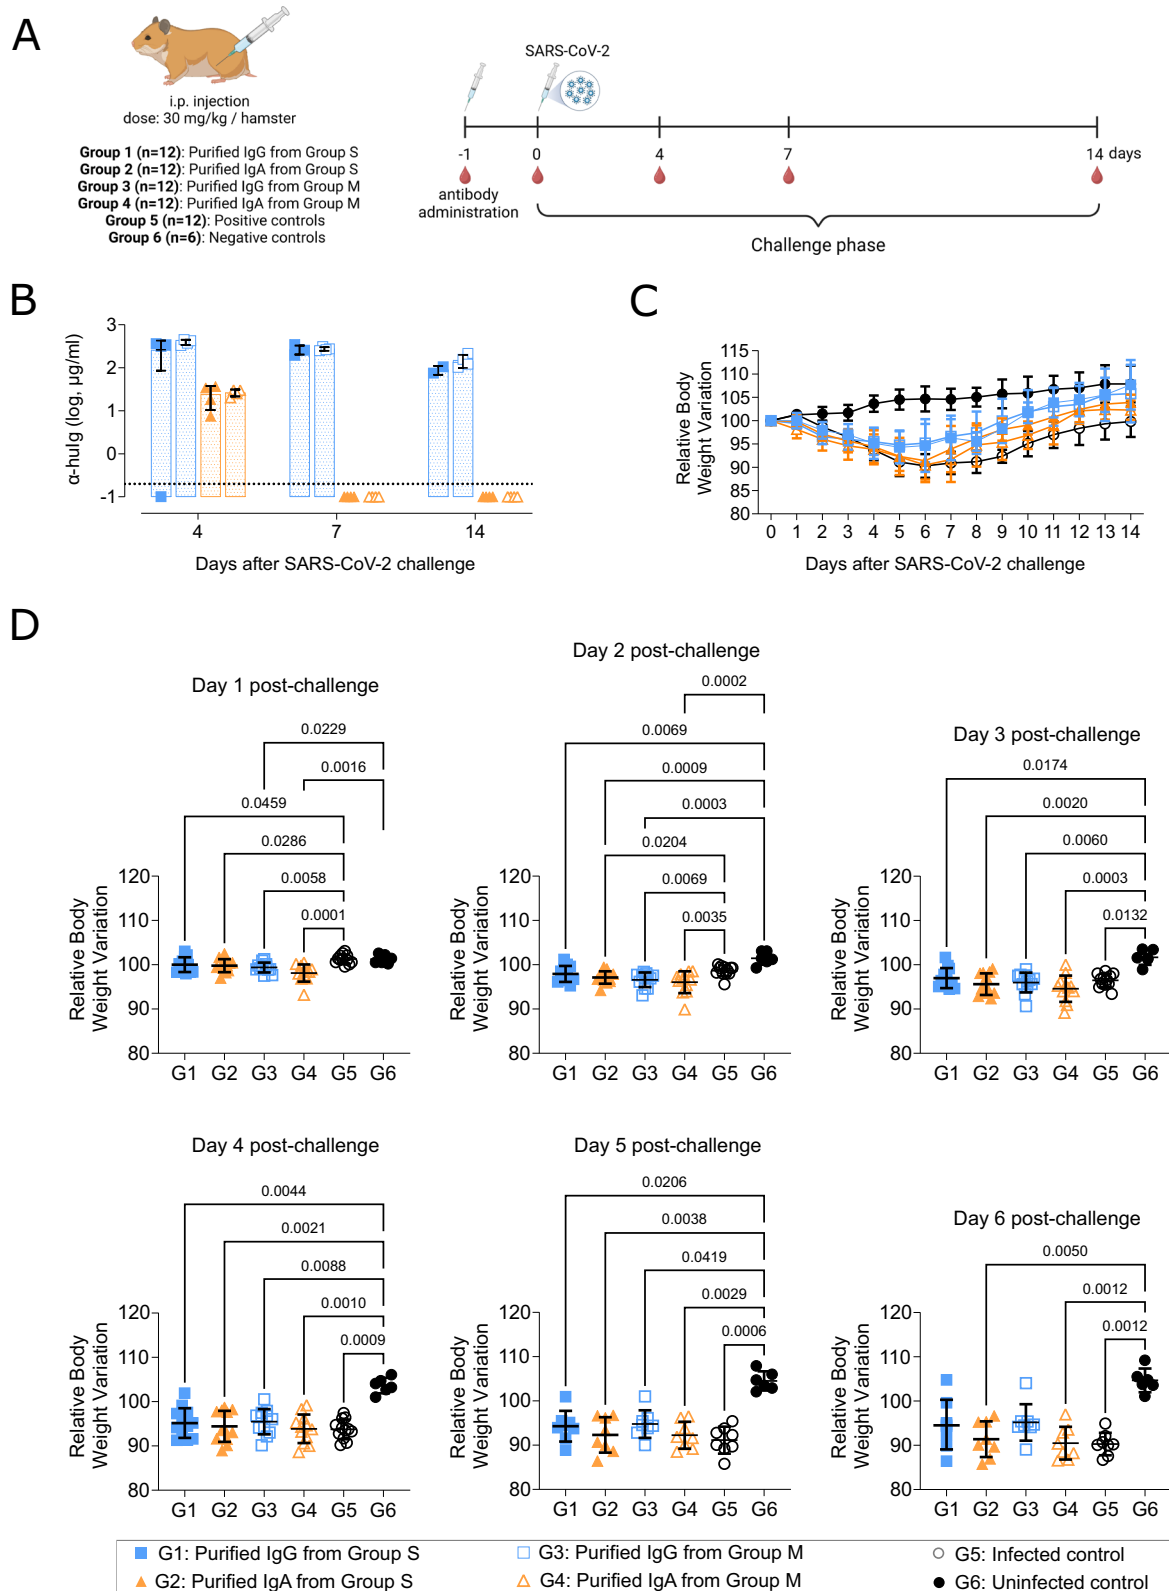 A
i.p. injection
dose: 30 mg/kg / hamster
Group 1 (n=12): Purified IgG from Group S
Group 2 (n=12): Purified IgA from Group S
Group 3 (n=12): Purified IgG from Group M
Group 4 (n=12): Purified IgA from Group M
Group 5 (n=12): Positive controls
Group 6 (n=6): Negative controls
SARS-CoV-2
-1 0 4 7 14 days
antibody
administration
Challenge phase
B
α-huIg (log, µg/ml)
3
2
1
0
-1
4 7 14
Days after SARS-CoV-2 challenge
C
Relative Body
Weight Variation
115
110
105
100
95
90
85
80
0 1 2 3 4 5 6 7 8 9 10 11 12 13 14
Days after SARS-CoV-2 challenge
D
Day 1 post-challenge
0.0229
0.0016
0.0459
0.0286
0.0058
0.0001
Relative Body
Weight Variation
120
110
100
90
80
G1 G2 G3 G4 G5 G6
Day 2 post-challenge
0.0002
0.0069
0.0009
0.0003
0.0204
0.0069
0.0035
Relative Body
Weight Variation
120
110
100
90
80
G1 G2 G3 G4 G5 G6
Day 3 post-challenge
0.0174
0.0020
0.0060
0.0003
0.0132
Relative Body
Weight Variation
120
110
100
90
80
G1 G2 G3 G4 G5 G6
Day 4 post-challenge
0.0044
0.0021
0.0088
0.0010
0.0009
Relative Body
Weight Variation
120
110
100
90
80
G1 G2 G3 G4 G5 G6
Day 5 post-challenge
0.0206
0.0038
0.0419
0.0029
0.0006
Relative Body
Weight Variation
120
110
100
90
80
G1 G2 G3 G4 G5 G6
Day 6 post-challenge
0.0050
0.0012
0.0012
Relative Body
Weight Variation
120
110
100
90
80
G1 G2 G3 G4 G5 G6
G1: Purified IgG from Group S
G2: Purified IgA from Group S
G3: Purified IgG from Group M
G4: Purified IgA from Group M
G5: Infected control
G6: Uninfected control